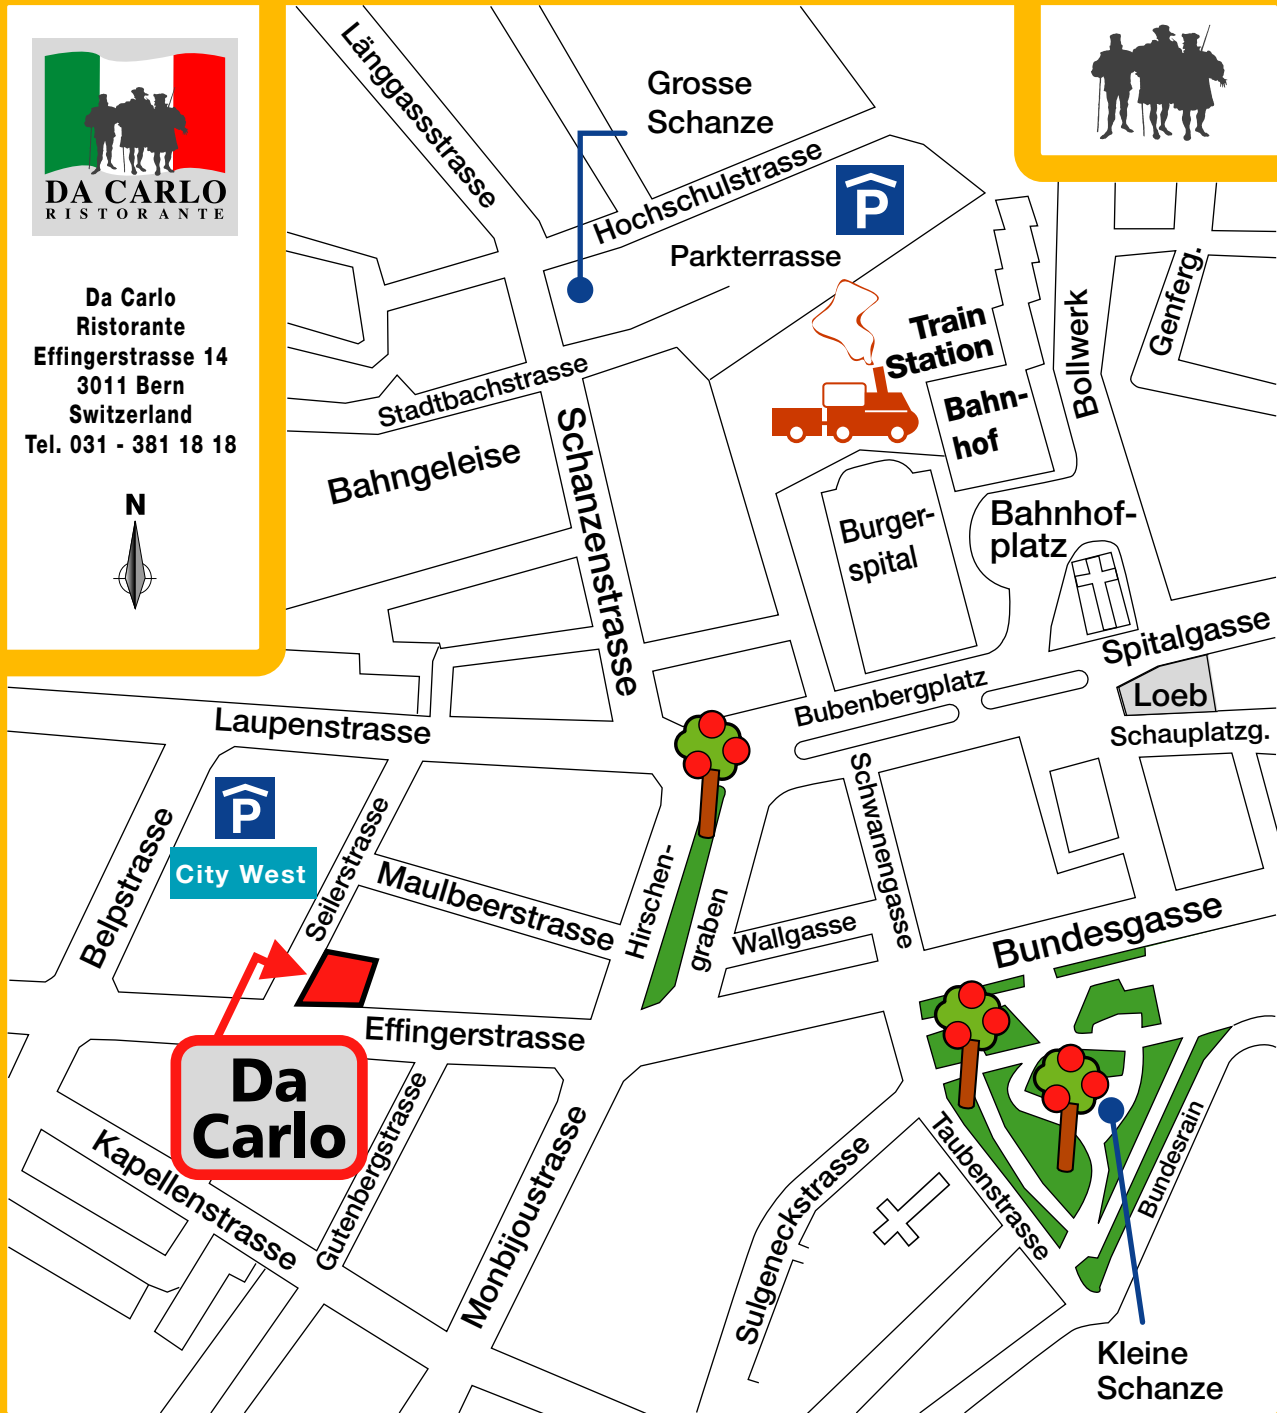 DA CARLO
RISTORANTE
Da Carlo
Ristorante
Effingerstrasse 14
3011 Bern
Switzerland
Tel. 031 - 381 18 18
N
Länggassstrasse
Grosse
Schanze
Hochschulstrasse
P
Parkterrasse
Train
Station
Bahn-
hof
Bollwerk
Genferg.
Stadtbachstrasse
Bahngeleise
Schanzenstrasse
Burger-
spital
Bahnhof-
platz
Spitalgasse
Loeb
Schauplatzg.
Bubenbergplatz
Laupenstrasse
P
City West
Belpstrasse
Seilerstrasse
Maulbeerstrasse
Hirschen-
graben
Schwanengasse
Wallgasse
Bundesgasse
Effingerstrasse
Da
Carlo
Kapellenstrasse
Gutenbergstrasse
Monbijoustrasse
Sulgeneckstrasse
Taubenstrasse
Bundesrain
Kleine
Schanze